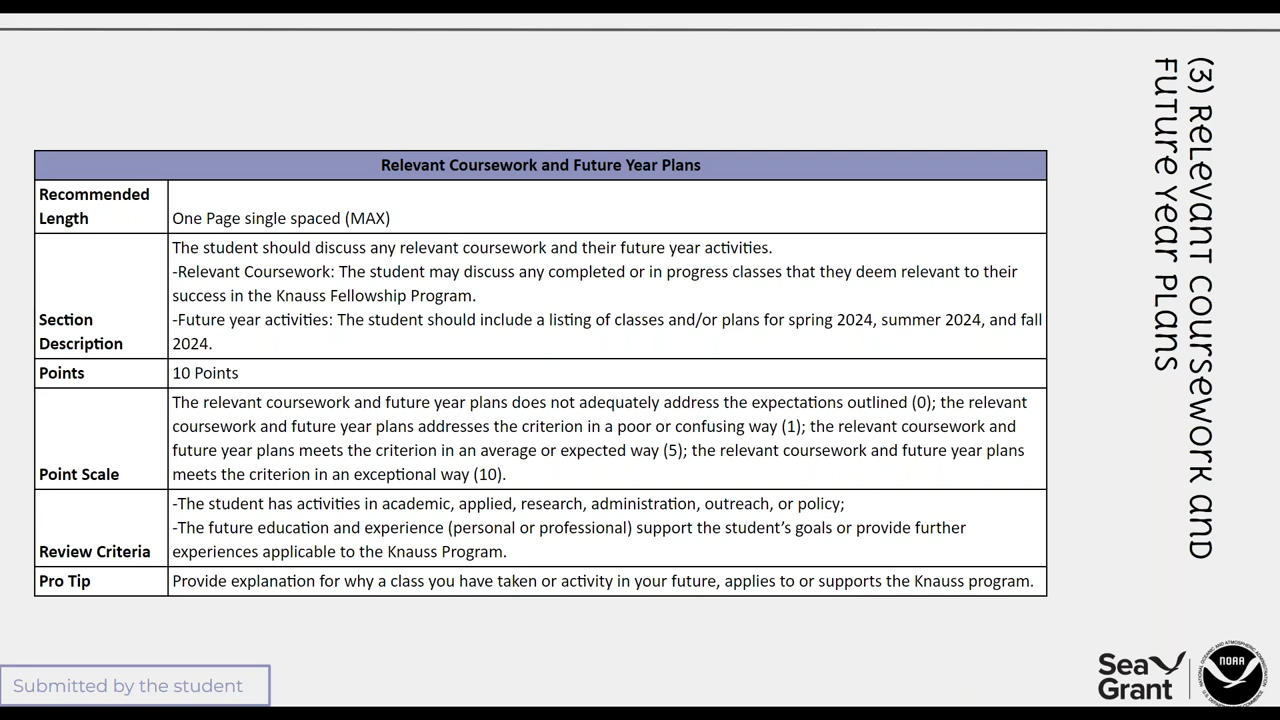 (3) Relevant Coursework and
Future Year Plans
Relevant Coursework and Future Year Plans
Recommended
Length
One Page single spaced (MAX)
Section
Description
The student should discuss any relevant coursework and their future year activities.
-Relevant Coursework: The student may discuss any completed or in progress classes that they deem relevant to their
success in the Knauss Fellowship Program.
-Future year activities: The student should include a listing of classes and/or plans for spring 2024, summer 2024, and fall
2024.
Points
10 Points
Point Scale
The relevant coursework and future year plans does not adequately address the expectations outlined (0); the relevant
coursework and future year plans addresses the criterion in a poor or confusing way (1); the relevant coursework and
future year plans meets the criterion in an average or expected way (5); the relevant coursework and future year plans
meets the criterion in an exceptional way (10).
Review Criteria
-The student has activities in academic, applied, research, administration, outreach, or policy;
-The future education and experience (personal or professional) support the student's goals or provide further
experiences applicable to the Knauss Program.
Pro Tip
Provide explanation for why a class you have taken or activity in your future, applies to or supports the Knauss program.
Submitted by the student
Sea
Grant
NOAA